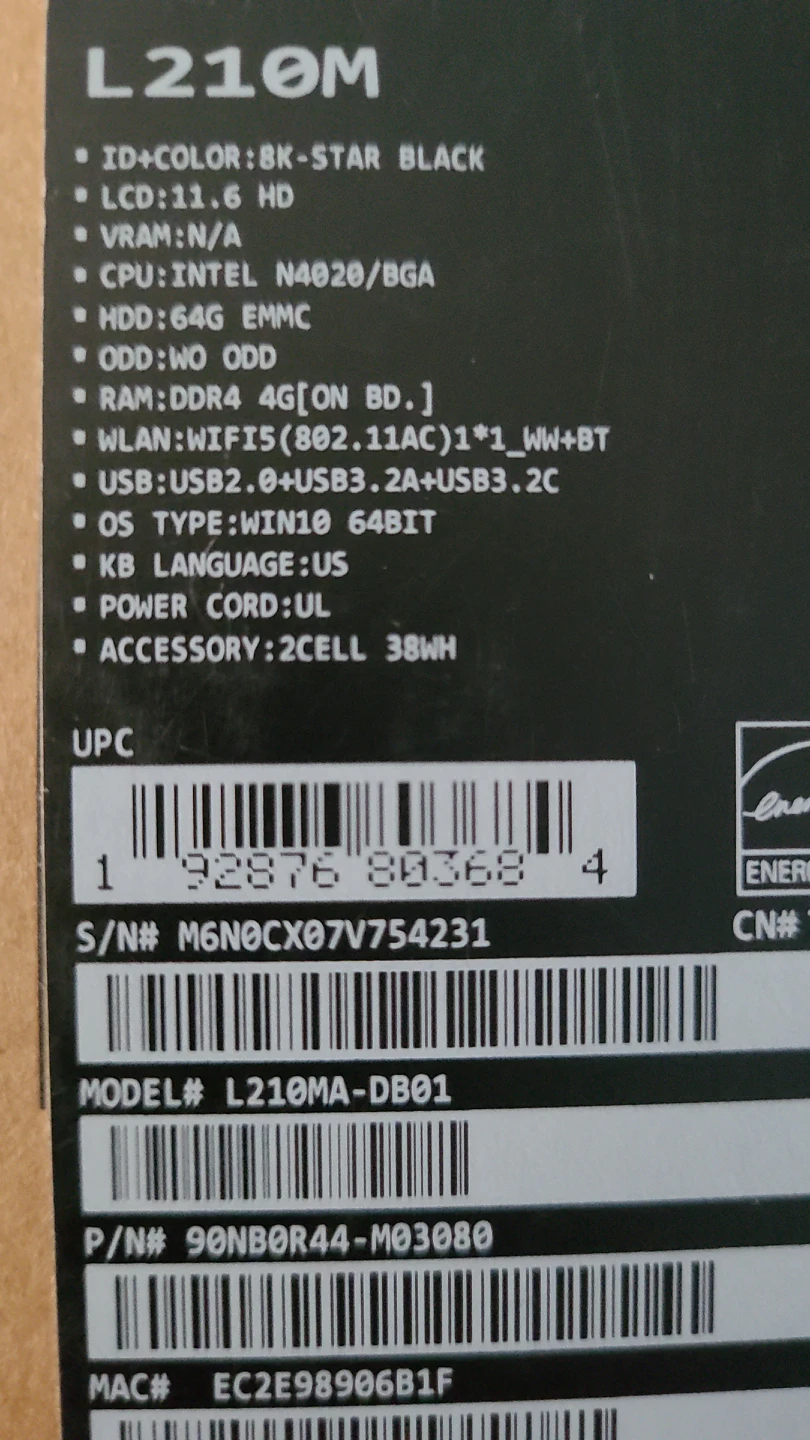 L210M
▪ ID+COLOR:8K-STAR BLACK
▪ LCD:11.6 HD
▪ VRAM:N/A
▪ CPU:INTEL N4020/BGA
▪ HDD:64G EMMC
▪ ODD:WO ODD
▪ RAM:DDR4 4G[ON BD.]
▪ WLAN:WIFI5(802.11AC)1*1_WW+BT
▪ USB:USB2.0+USB3.2A+USB3.2C
▪ OS TYPE:WIN10 64BIT
▪ KB LANGUAGE:US
▪ POWER CORD:UL
▪ ACCESSORY:2CELL 38WH
UPC
1 92876 80368 4
ENER
S/N# M6N0CX07V754231
CN#
MODEL# L210MA-DB01
P/N# 90NB0R44-M03080
MAC# EC2E98906B1F